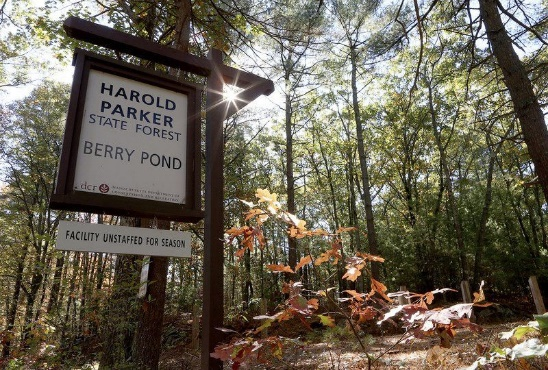 HAROLD
PARKER
STATE FOREST
BERRY POND
dcr
FACILITY UNSTAFFED FOR SEASON